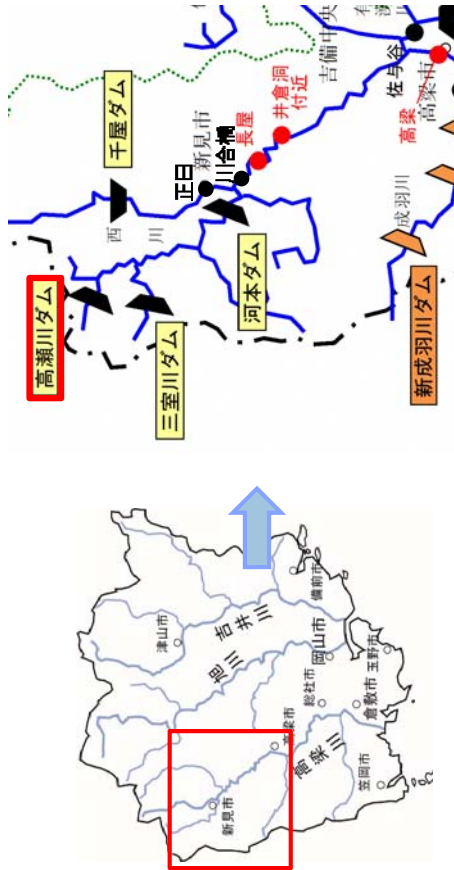 新見市
津山市
旭川
吉井川
高梁市
高梁川
総社市
岡山市
備前市
倉敷市
玉野市
笠岡市
高瀬川ダム
千屋ダム
三室川ダム
西川
正田
新見市
川合橋
河本ダム
長屋
井倉洞
付近
吉備中央
有
佐与谷
高梁市
高梁
成羽川
新成羽川ダム